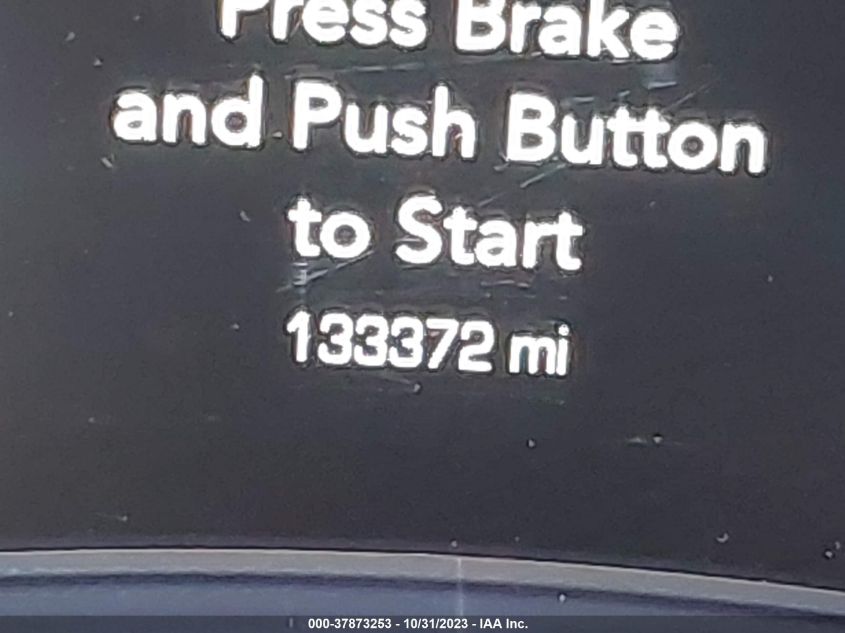 Press Brake
and Push Button
to Start
133372 mi
000-37873253 - 10/31/2023 - IAA Inc.